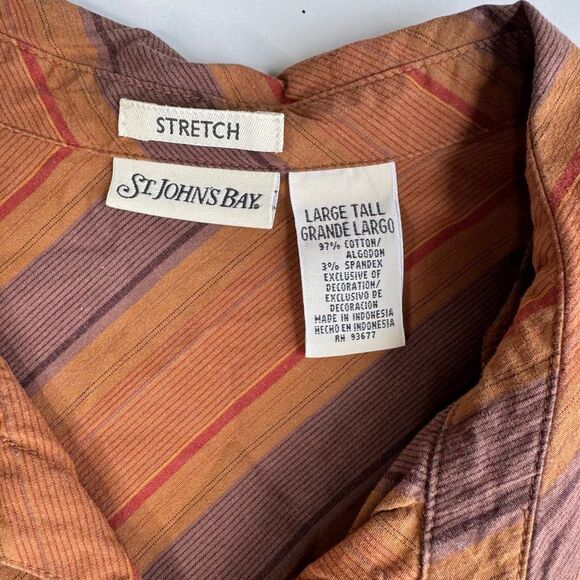 STRETCH
ST. JOHN'S BAY.
LARGE TALL
GRANDE LARGO
97% COTTON/
ALGODON
3% SPANDEX
EXCLUSIVE OF
DECORATION/
EXCLUSIVO DE
DECORACION
MADE IN INDONESIA
HECHO EN INDONESIA
RN 93677